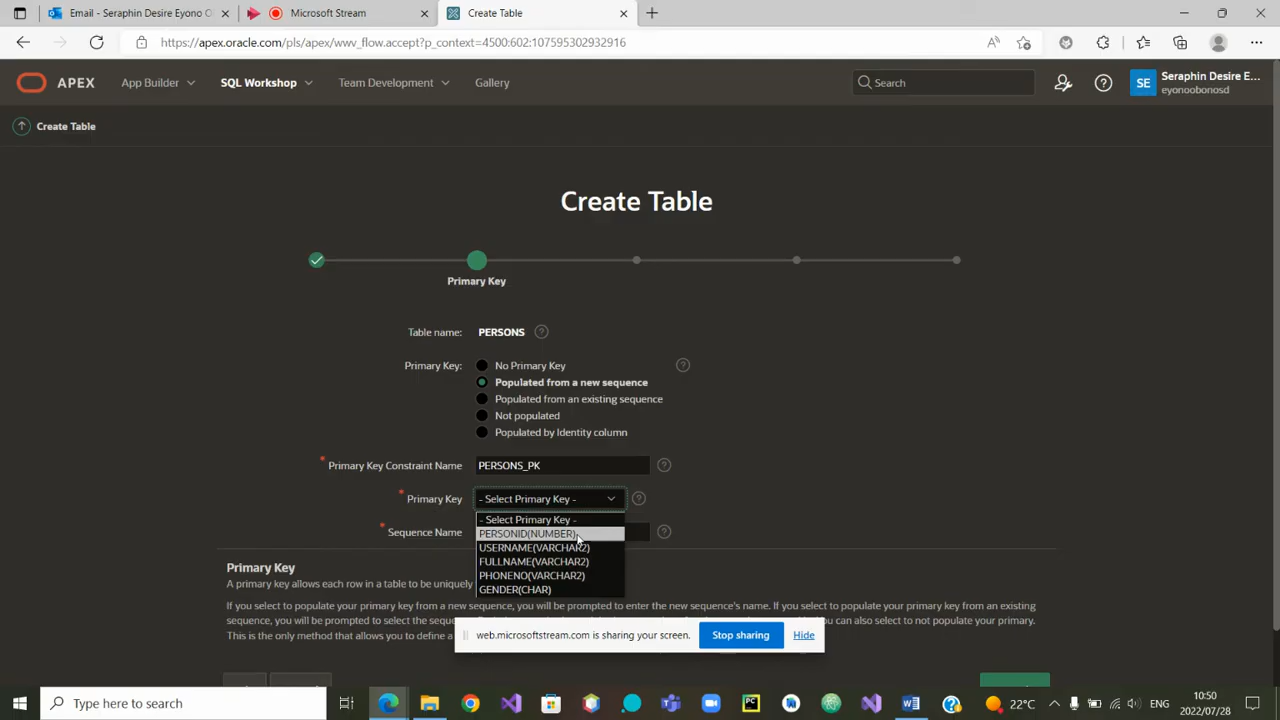 Email - Seraphin Desire Eyono O
Microsoft Stream
Create Table
https://apex.oracle.com/pls/apex/wwv_flow.accept?p_context=4500:602:107595302932916
APEX
App Builder
SQL Workshop
Team Development
Gallery
Search
SE
Seraphin Desire E...
eyonoobonosd
Create Table
Create Table
Primary Key
Table name:
PERSONS
Primary Key:
No Primary Key
Populated from a new sequence
Populated from an existing sequence
Not populated
Populated by Identity column
* Primary Key Constraint Name
PERSONS_PK
* Primary Key
- Select Primary Key -
- Select Primary Key -
PERSONID(NUMBER)
* Sequence Name
USERNAME(VARCHAR2)
FULLNAME(VARCHAR2)
PHONENO(VARCHAR2)
GENDER(CHAR)
Primary Key
A primary key allows each row in a table to be uniquely
If you select to populate your primary key from a new sequence, you will be prompted to enter the new sequence's name. If you select to populate your primary key from an existing
sequence, you will be prompted to select the can also select to not populate your primary.
This is the only method that allows you to define a
web.microsoftstream.com is sharing your screen.
Stop sharing
Hide
Type here to search
22°C
ENG
10:50
2022/07/28